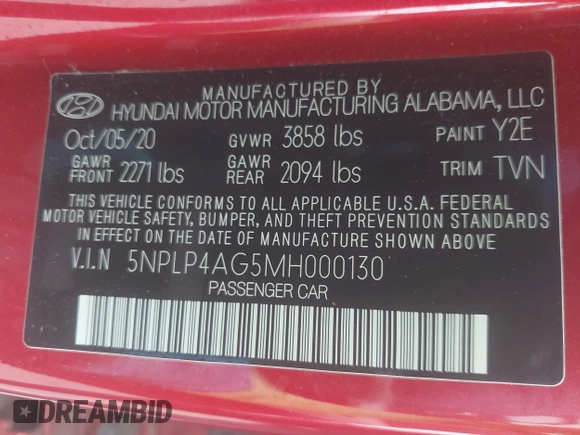 MANUFACTURED BY
HYUNDAI MOTOR MANUFACTURING ALABAMA, LLC
Oct/05/20 GVWR 3858 lbs PAINT Y2E
GAWR FRONT 2271 lbs GAWR REAR 2094 lbs TRIM TVN
THIS VEHICLE CONFORMS TO ALL APPLICABLE U.S.A. FEDERAL
MOTOR VEHICLE SAFETY, BUMPER, AND THEFT PREVENTION STANDARDS
IN EFFECT ON THE DATE OF MANUFACTURE SHOWN ABOVE
V.I.N 5NPLP4AG5MH000130
PASSENGER CAR
DREAMBID